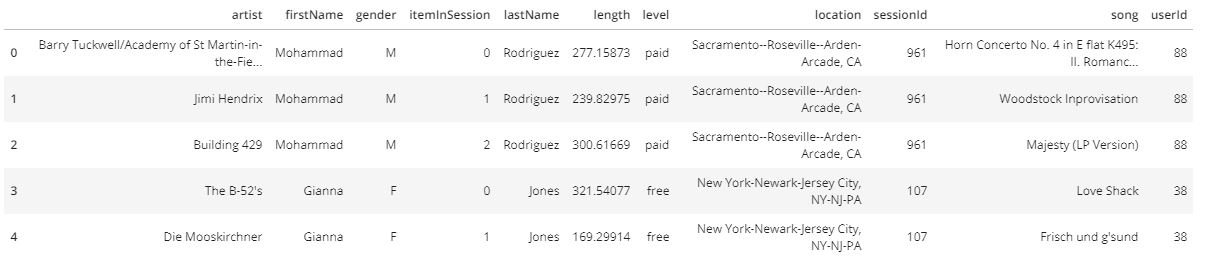 artist firstName gender itemInSession lastName length level location sessionId song userId
0 Barry Tuckwell/Academy of St Martin-in-the-Fie... Mohammad M 0 Rodriguez 277.15873 paid Sacramento--Roseville--Arden-Arcade, CA 961 Horn Concerto No. 4 in E flat K495: II. Romanc... 88
1 Jimi Hendrix Mohammad M 1 Rodriguez 239.82975 paid Sacramento--Roseville--Arden-Arcade, CA 961 Woodstock Inprovisation 88
2 Building 429 Mohammad M 2 Rodriguez 300.61669 paid Sacramento--Roseville--Arden-Arcade, CA 961 Majesty (LP Version) 88
3 The B-52's Gianna F 0 Jones 321.54077 free New York-Newark-Jersey City, NY-NJ-PA 107 Love Shack 38
4 Die Mooskirchner Gianna F 1 Jones 169.29914 free New York-Newark-Jersey City, NY-NJ-PA 107 Frisch und g'sund 38